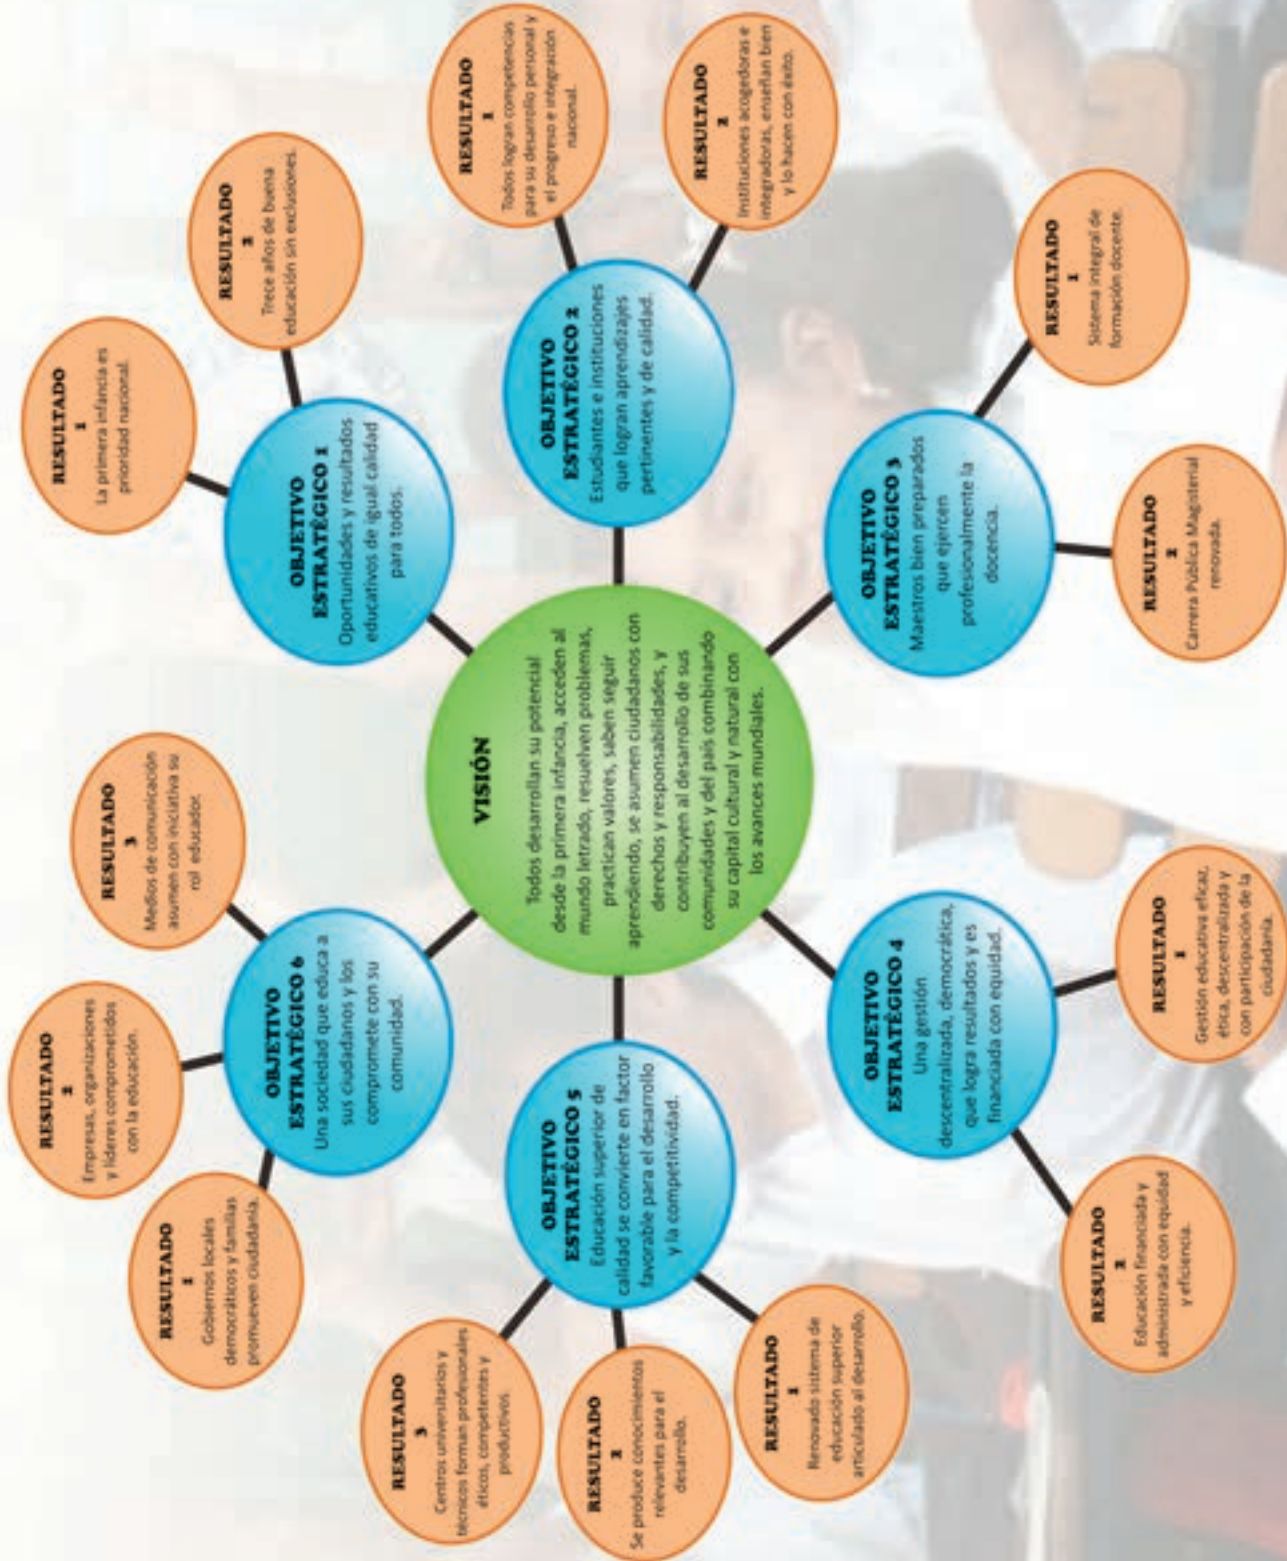 VISIÓN
Todos desarrollan su potencial
desde la primera infancia, acceden al
mundo letrado, resuelven problemas,
practican valores, saben seguir
aprendiendo, se asumen ciudadanos con
derechos y responsabilidades, y
contribuyen al desarrollo de sus
comunidades y del país combinando
su capital cultural y natural con
los avances mundiales.
OBJETIVO
ESTRATÉGICO 1
Oportunidades y resultados
educativos de igual calidad
para todos.
RESULTADO
1
La primera infancia es
prioridad nacional.
RESULTADO
2
Trece años de buena
educación sin exclusiones.
OBJETIVO
ESTRATÉGICO 2
Estudiantes e instituciones
que logran aprendizajes
pertinentes y de calidad.
RESULTADO
1
Todos logran competencias
para su desarrollo personal y
el progreso e integración
nacional.
RESULTADO
2
Instituciones acogedoras e
integradoras, enseñan bien
y lo hacen con éxito.
OBJETIVO
ESTRATÉGICO 3
Maestros bien preparados
que ejercen
profesionalmente la
docencia.
RESULTADO
1
Sistema integral de
formación docente.
RESULTADO
2
Carrera Pública Magisterial
renovada.
OBJETIVO
ESTRATÉGICO 4
Una gestión
descentralizada, democrática,
que logra resultados y es
financiada con equidad.
RESULTADO
1
Gestión educativa eficaz,
ética, descentralizada y
con participación de la
ciudadanía.
RESULTADO
2
Educación financiada y
administrada con equidad
y eficiencia.
OBJETIVO
ESTRATÉGICO 5
Educación superior de
calidad se convierte en factor
favorable para el desarrollo
y la competitividad.
RESULTADO
1
Renovado sistema de
educación superior
articulado al desarrollo.
RESULTADO
2
Se produce conocimientos
relevantes para el
desarrollo.
RESULTADO
3
Centros universitarios y
técnicos forman profesionales
éticos, competentes y
productivos.
OBJETIVO
ESTRATÉGICO 6
Una sociedad que educa a
sus ciudadanos y los
compromete con su
comunidad.
RESULTADO
1
Gobiernos locales
democráticos y familias
promueven ciudadanía.
RESULTADO
2
Empresas, organizaciones
y líderes comprometidos
con la educación.
RESULTADO
3
Medios de comunicación
asumen con iniciativa su
rol educador.